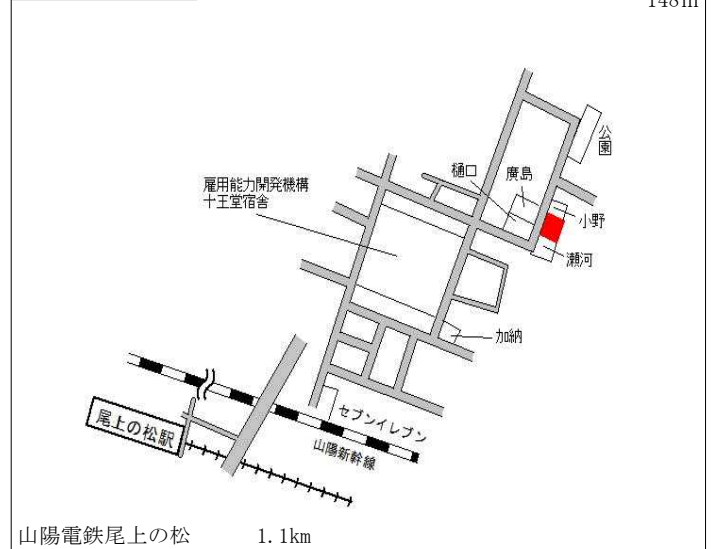 148m
公園
樋口
廣島
雇用能力開発機構
十王堂宿舎
小野
瀬河
加納
セブンイレブン
尾上の松駅
山陽新幹線
山陽電鉄尾上の松 1.1km